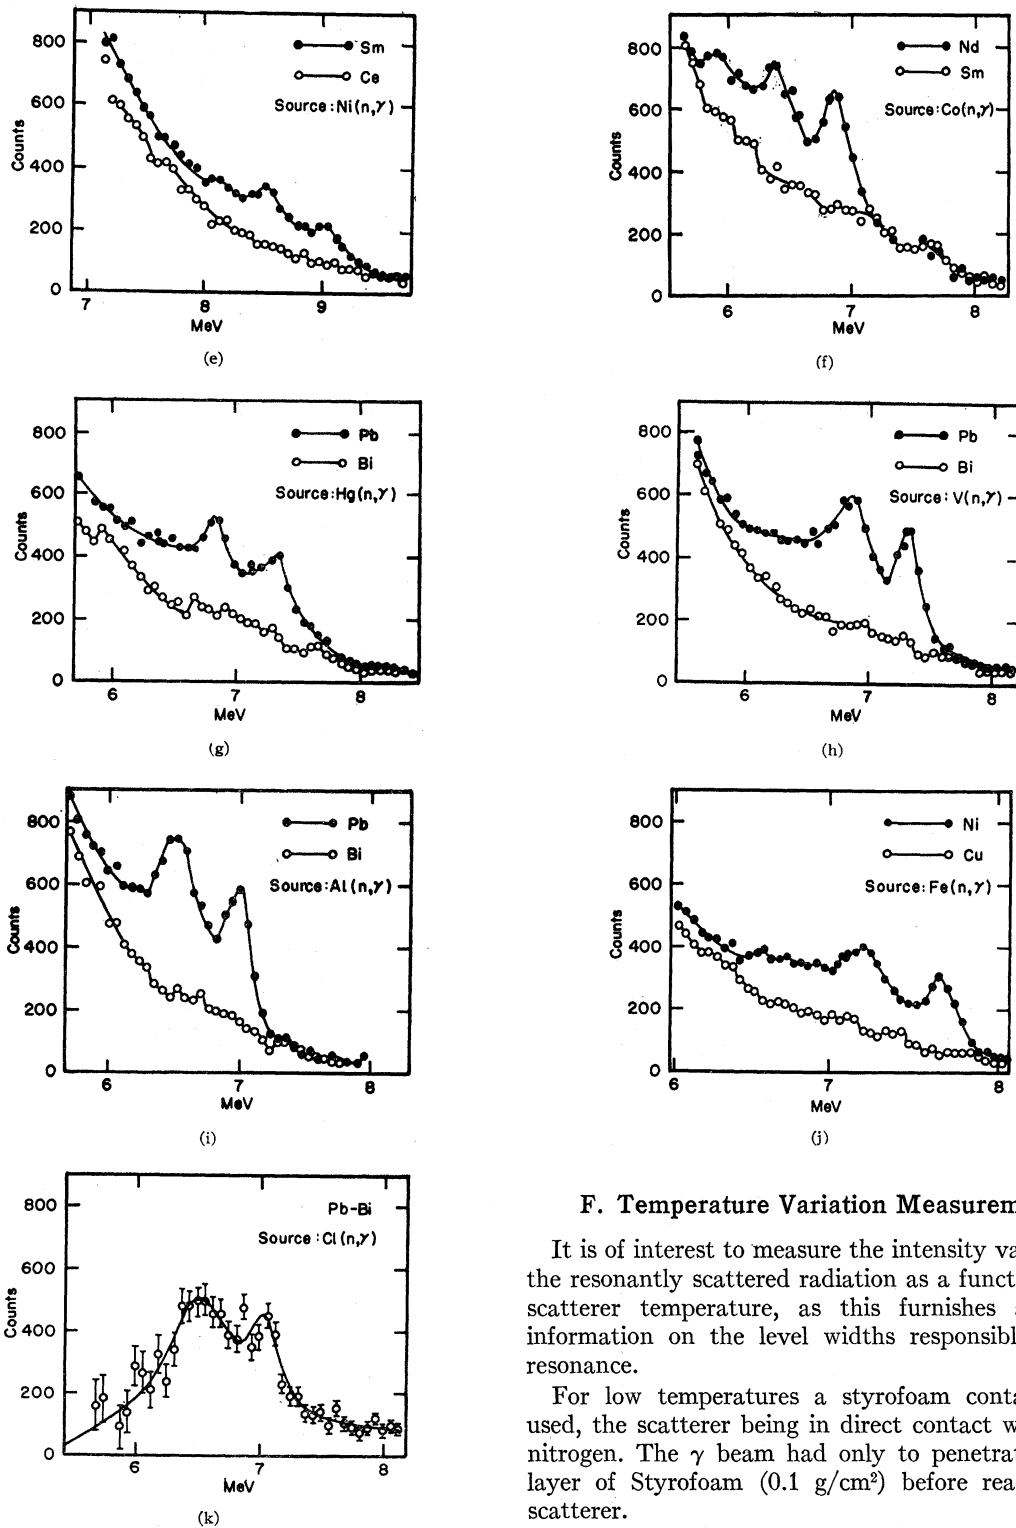 800
600
400
200
0
Counts
Sm
Ce
Source: Ni(n,γ)
7
8
9
MeV
(e)
800
600
400
200
0
Counts
Nd
Sm
Source: Co(n,γ)
6
7
8
MeV
(f)
800
600
400
200
0
Counts
Pb
Bi
Source: Hg(n,γ)
6
7
8
MeV
(g)
800
600
400
200
0
Counts
Pb
Bi
Source: V(n,γ)
6
7
8
MeV
(h)
800
600
400
200
0
Counts
Pb
Bi
Source: Al(n,γ)
6
7
8
MeV
(i)
800
600
400
200
0
Counts
Ni
Cu
Source: Fe(n,γ)
6
7
8
MeV
(j)
800
600
400
200
0
Counts
Pb-Bi
Source: Cl(n,γ)
6
7
8
MeV
(k)
F. Temperature Variation Measurem
It is of interest to measure the intensity va
the resonantly scattered radiation as a funct
scatterer temperature, as this furnishes
information on the level widths responsibl
resonance.
For low temperatures a styrofoam conta
used, the scatterer being in direct contact w
nitrogen. The γ beam had only to penetrat
layer of Styrofoam (0.1 g/cm²) before rea
scatterer.